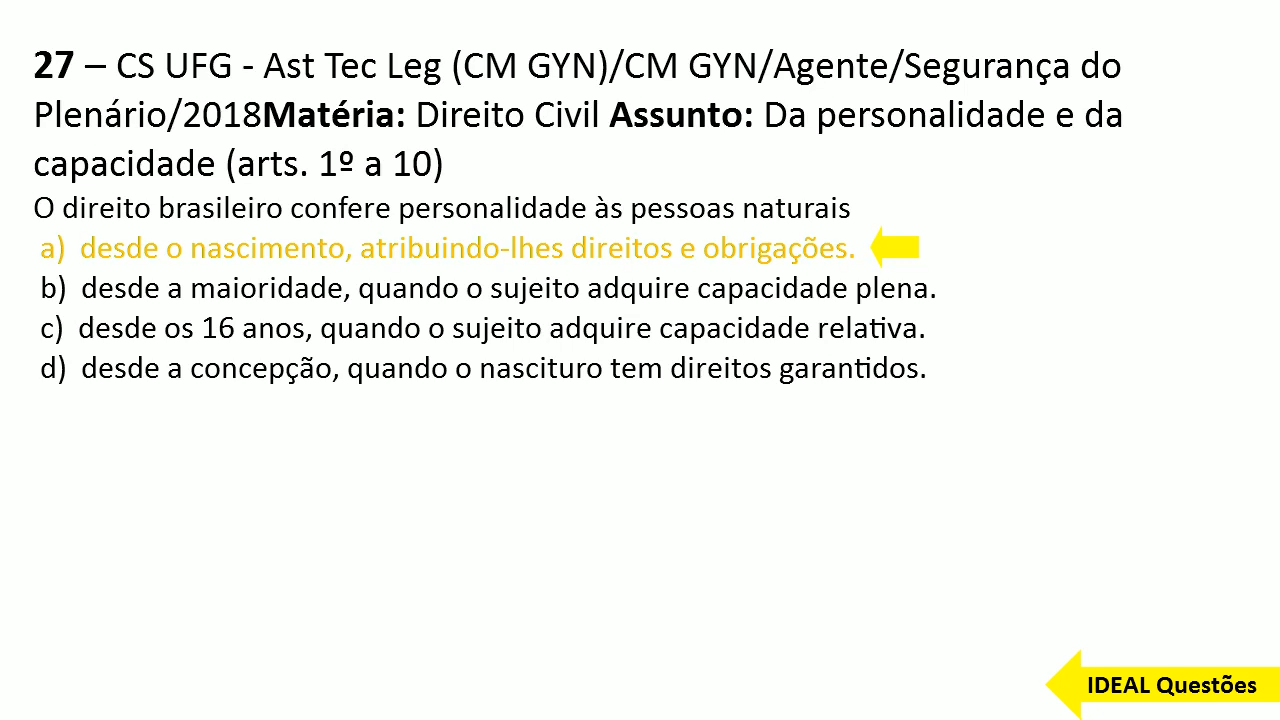 27 – CS UFG - Ast Tec Leg (CM GYN)/CM GYN/Agente/Segurança do
Plenário/2018Matéria: Direito Civil Assunto: Da personalidade e da
capacidade (arts. 1º a 10)
O direito brasileiro confere personalidade às pessoas naturais
a) desde o nascimento, atribuindo-lhes direitos e obrigações.
b) desde a maioridade, quando o sujeito adquire capacidade plena.
c) desde os 16 anos, quando o sujeito adquire capacidade relativa.
d) desde a concepção, quando o nascituro tem direitos garantidos.
IDEAL Questões